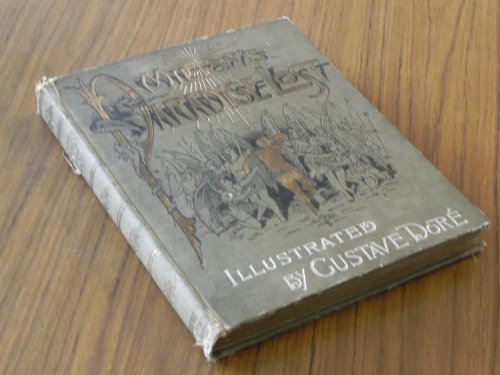 MILTON'S
PARADISE LOST
ILLUSTRATED
BY GUSTAVE DORÉ